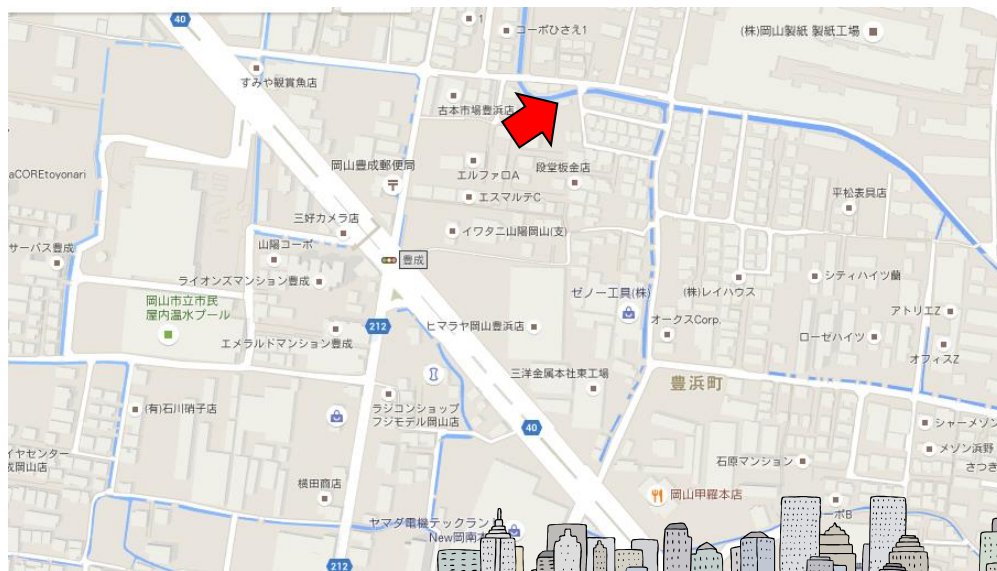 40
1
コーポひさえ1
(株)岡山製紙 製紙工場
すみや観賞魚店
古本市場豊浜店
岡山豊成郵便局
エルファロA
段堂板金店
aCOREtoyonari
エスマルテC
平松表具店
三好カメラ店
イワタニ山陽岡山(支)
山陽コーポ
サーパス豊成
豊成
ライオンズマンション豊成
シティハイツ蘭
ゼノー工具(株)
(株)レイハウス
岡山市立市民
屋内温水プール
アトリエZ
212
ヒマラヤ岡山豊浜店
オークスCorp.
ローゼハイツ
エメラルドマンション豊成
オフィスZ
三洋金属本社東工場
豊浜町
(有)石川硝子店
ラジコンショップ
フジモデル岡山店
シャーメゾン
40
イヤセンター
成岡山店
メゾン浜野
石原マンション
さつき
横田商店
岡山甲羅本店
ーポB
ヤマダ電機テックラン
New岡南本
212